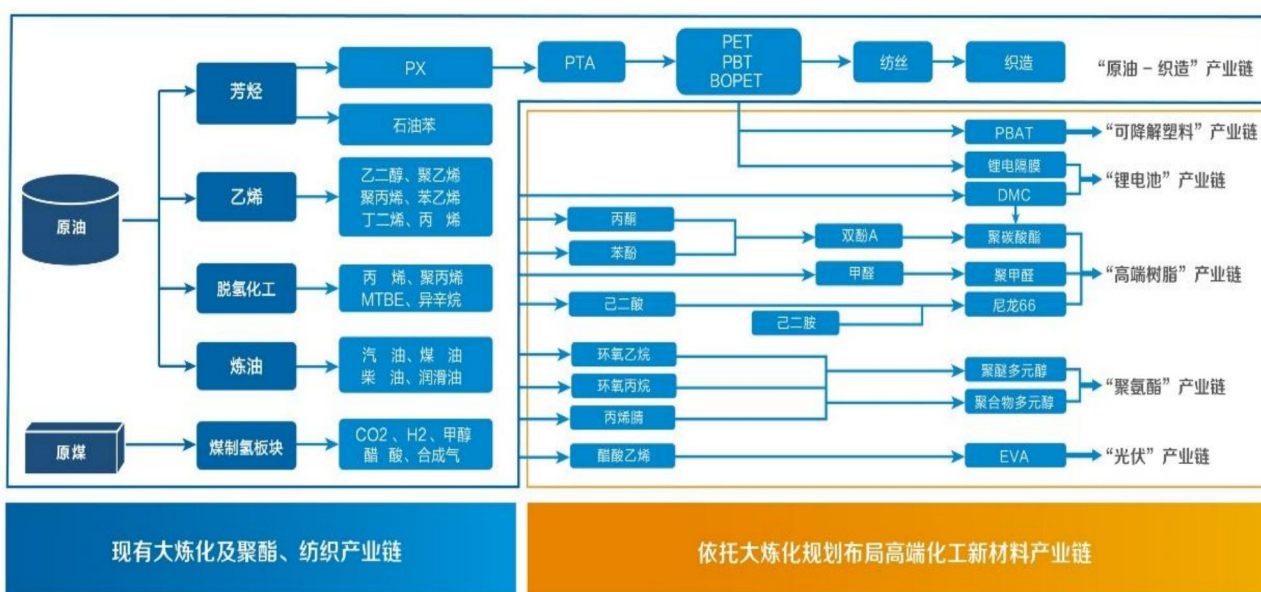 芳烃
PX
PTA
PET
PBT
BOPET
纺丝
织造
“原油 – 织造”产业链
石油苯
PBAT
“可降解塑料”产业链
原油
乙烯
乙二醇、聚乙烯
聚丙烯、苯乙烯
丁二烯、丙 烯
锂电隔膜
DMC
“锂电池”产业链
丙酮
苯酚
双酚A
聚碳酸酯
脱氢化工
丙 烯、聚丙烯
MTBE、异辛烷
甲醛
聚甲醛
“高端树脂”产业链
己二酸
己二胺
尼龙66
炼油
汽 油、煤 油
柴 油、润滑油
环氧乙烷
环氧丙烷
丙烯腈
聚醚多元醇
聚合物多元醇
“聚氨酯”产业链
原煤
煤制氢板块
CO2、H2、甲醇
醋 酸、合成气
醋酸乙烯
EVA
“光伏”产业链
现有大炼化及聚酯、纺织产业链
依托大炼化规划布局高端化工新材料产业链